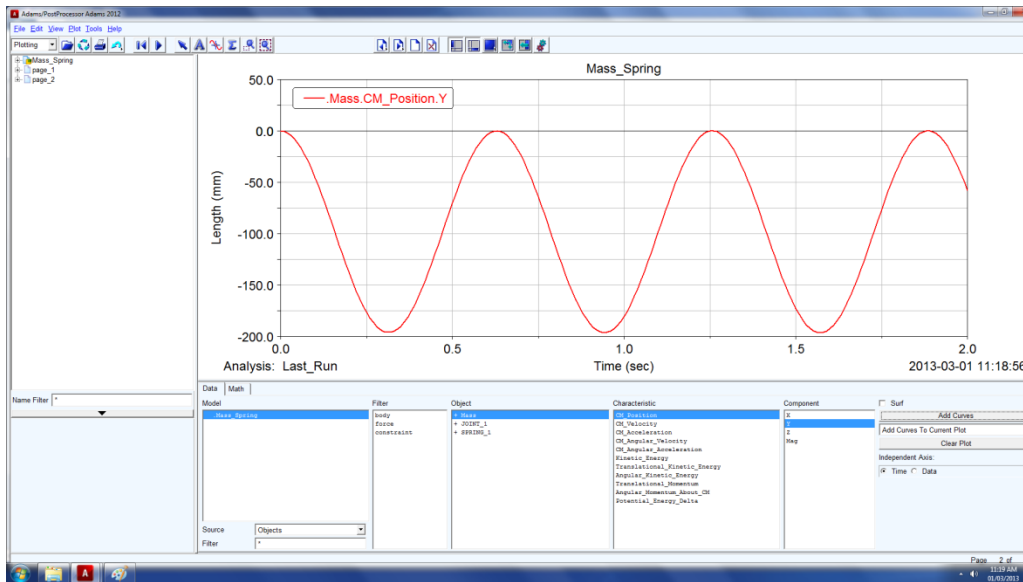 Adams/PostProcessor Adams 2012
File Edit View Plot Tools Help
Plotting
Mass_Spring
page_1
page_2
Name Filter *
Mass_Spring
.Mass.CM_Position.Y
Length (mm)
50.0
0.0
-50.0
-100.0
-150.0
-200.0
0.0 0.5 1.0 1.5 2.0
Analysis: Last_Run Time (sec) 2013-03-01 11:18:56
Data Math
Model Filter Object Characteristic Component Surf
.Mass_Spring
body
force
constraint
+ Mass
+ JOINT_1
+ SPRING_1
CM_Position
CM_Velocity
CM_Acceleration
CM_Angular_Velocity
CM_Angular_Acceleration
Kinetic_Energy
Translational_Kinetic_Energy
Angular_Kinetic_Energy
Translational_Momentum
Angular_Momentum_About_CM
Potential_Energy_Delta
X
Y
Z
Mag
Add Curves
Add Curves To Current Plot
Clear Plot
Independent Axis:
Time Data
Source Objects
Filter *
Page 2 of
11:19 AM
01/03/2013